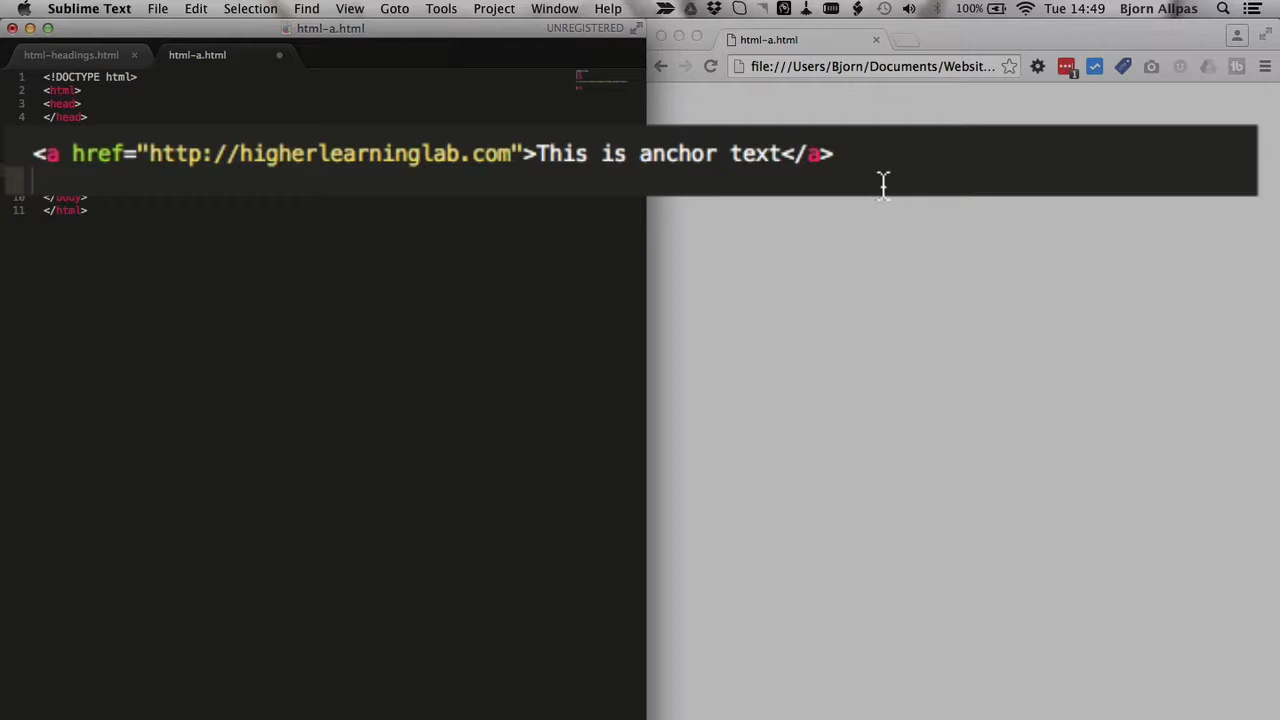 Sublime Text File Edit Selection Find View Goto Tools Project Window Help 100% Tue 14:49 Bjorn Allpas
html-a.html UNREGISTERED
html-headings.html html-a.html
html-a.html
file:///Users/Bjorn/Documents/Websit...
1 <!DOCTYPE html>
2 <html>
3 <head>
4 </head>
<a href="http://higherlearninglab.com">This is anchor text</a>
10 </body>
11 </html>